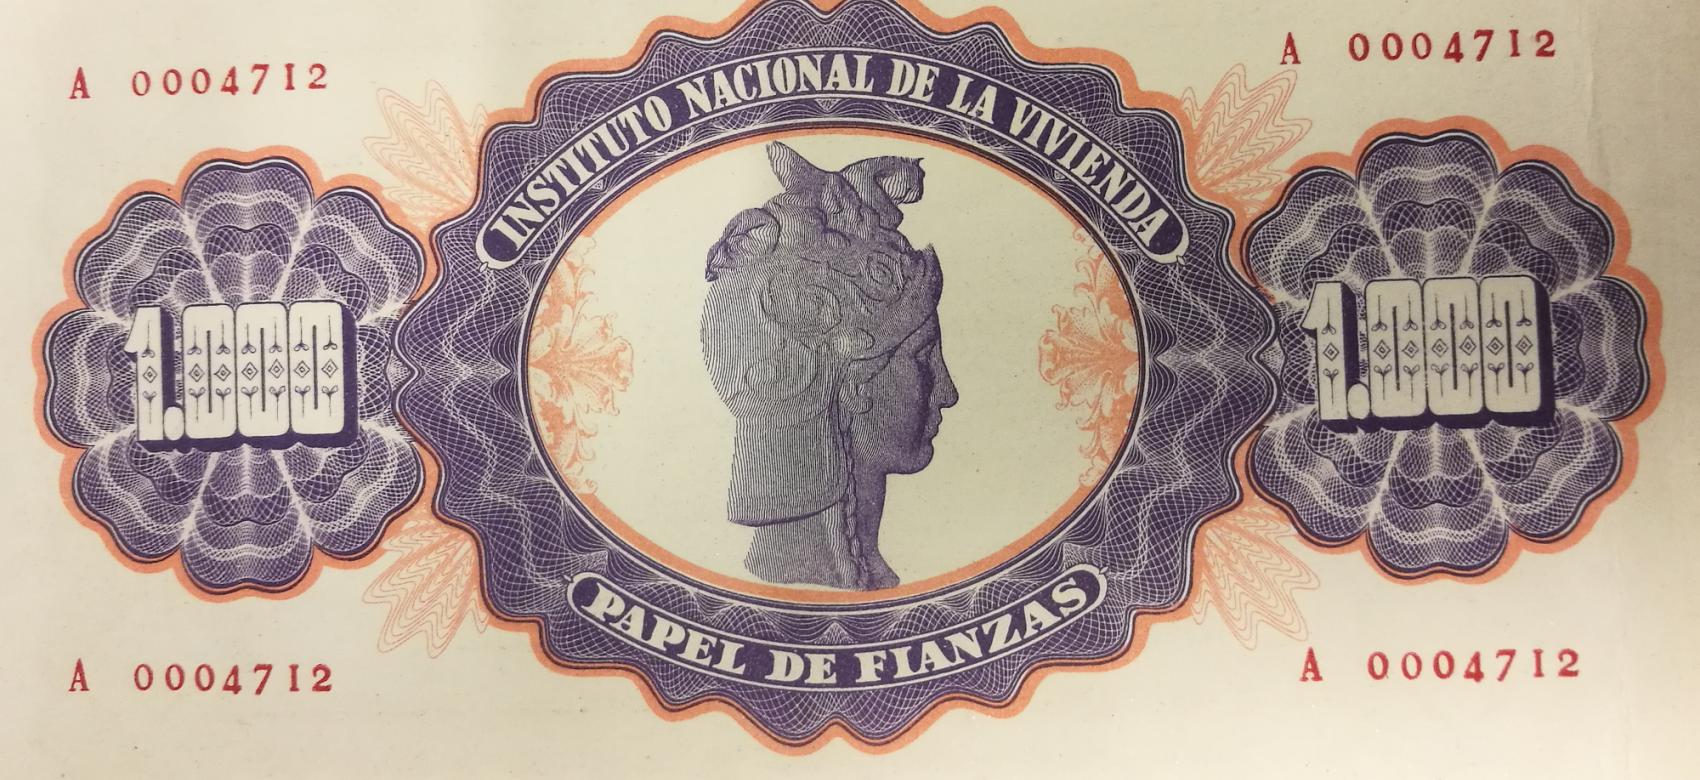 A 0004712
A 0004712
INSTITUTO NACIONAL DE LA VIVIENDA
1.000
1.000
PAPEL DE FIANZAS
A 0004712
A 0004712